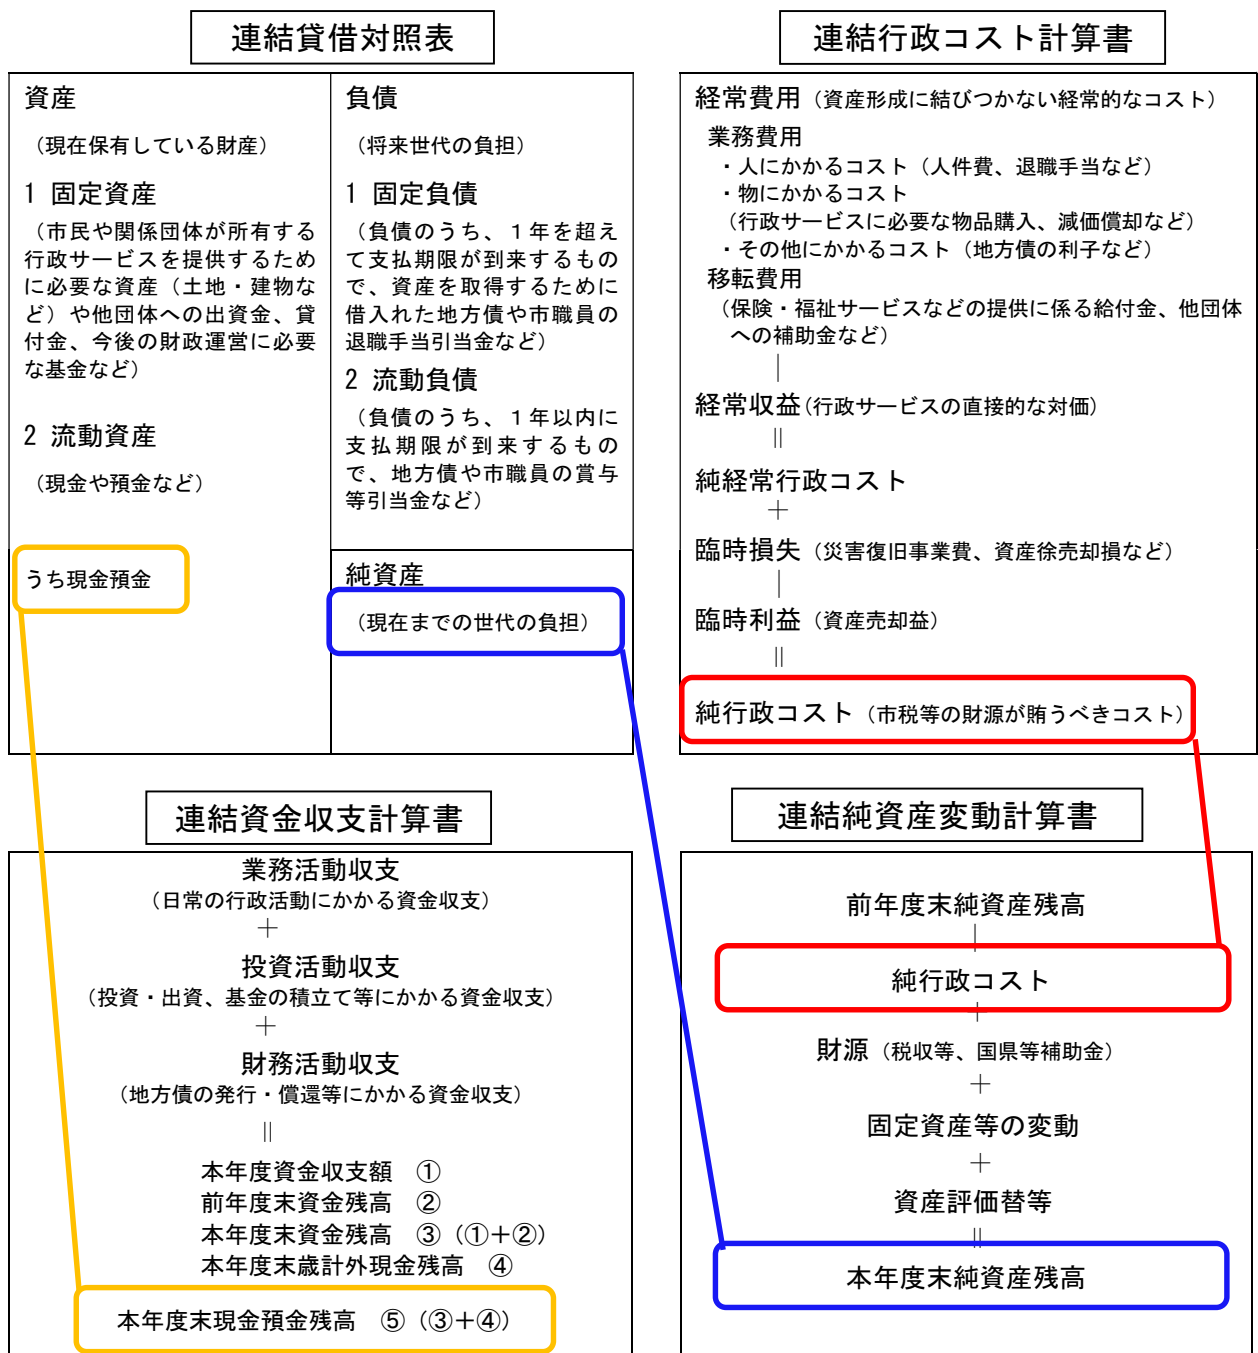 連結貸借対照表
資産
（現在保有している財産）
1 固定資産
（市民や関係団体が所有する
行政サービスを提供するため
に必要な資産（土地・建物な
ど）や他団体への出資金、貸
付金、今後の財政運営に必要
な基金など）
2 流動資産
（現金や預金など）
うち現金預金
負債
（将来世代の負担）
1 固定負債
（負債のうち、１年を超え
て支払期限が到来するもの
で、資産を取得するために
借入れた地方債や市職員の
退職手当引当金など）
2 流動負債
（負債のうち、１年以内に
支払期限が到来するもの
で、地方債や市職員の賞与
等引当金など）
純資産
（現在までの世代の負担）
連結行政コスト計算書
経常費用（資産形成に結びつかない経常的なコスト）
業務費用
・人にかかるコスト（人件費、退職手当など）
・物にかかるコスト
（行政サービスに必要な物品購入、減価償却など）
・その他にかかるコスト（地方債の利子など）
移転費用
（保険・福祉サービスなどの提供に係る給付金、他団体
への補助金など）
｜
経常収益(行政サービスの直接的な対価)
||
純経常行政コスト
＋
臨時損失（災害復旧事業費、資産徐売却損など）
｜
臨時利益（資産売却益）
||
純行政コスト（市税等の財源が賄うべきコスト）
連結資金収支計算書
業務活動収支
（日常の行政活動にかかる資金収支）
＋
投資活動収支
（投資・出資、基金の積立て等にかかる資金収支）
＋
財務活動収支
（地方債の発行・償還等にかかる資金収支）
||
本年度資金収支額　①
前年度末資金残高　②
本年度末資金残高　③（①＋②）
本年度末歳計外現金残高　④
本年度末現金預金残高　⑤（③＋④）
連結純資産変動計算書
前年度末純資産残高
｜
純行政コスト
＋
財源（税収等、国県等補助金）
＋
固定資産等の変動
＋
資産評価替等
||
本年度末純資産残高